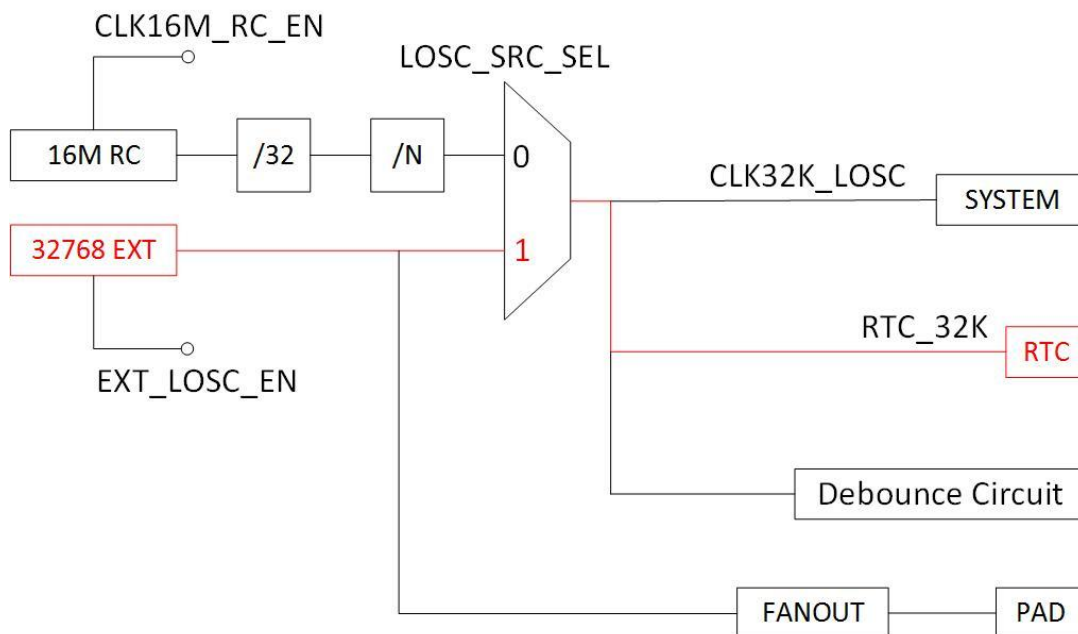 CLK16M_RC_EN
LOSC_SRC_SEL
16M RC
/32
/N
0
CLK32K_LOSC
SYSTEM
32768 EXT
1
RTC_32K
RTC
EXT_LOSC_EN
Debounce Circuit
FANOUT
PAD